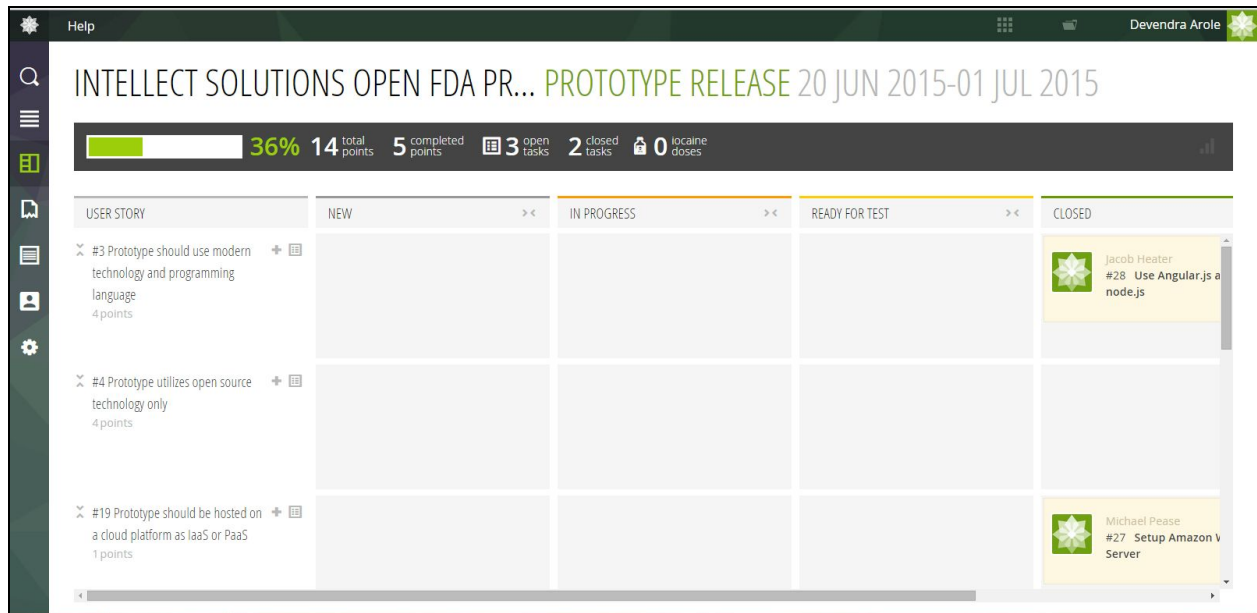 Help
Devendra Arole
INTELLECT SOLUTIONS OPEN FDA PR... PROTOTYPE RELEASE 20 JUN 2015-01 JUL 2015
36% 14 total points 5 completed points 3 open tasks 2 closed tasks 0 iocaine doses
USER STORY NEW IN PROGRESS READY FOR TEST CLOSED
#3 Prototype should use modern
technology and programming
language
4 points
Jacob Heater
#28 Use Angular.js a
node.js
#4 Prototype utilizes open source
technology only
4 points
#19 Prototype should be hosted on
a cloud platform as IaaS or PaaS
1 points
Michael Pease
#27 Setup Amazon
Server